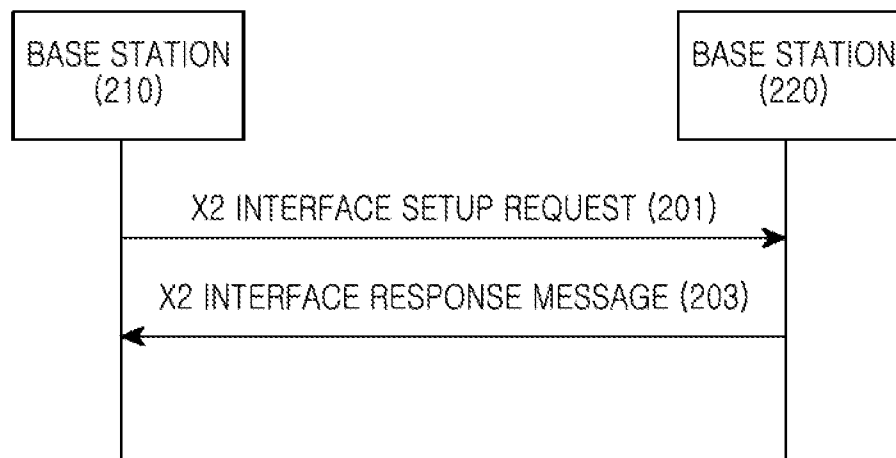 BASE STATION
(210)
BASE STATION
(220)
X2 INTERFACE SETUP REQUEST (201)
X2 INTERFACE RESPONSE MESSAGE (203)